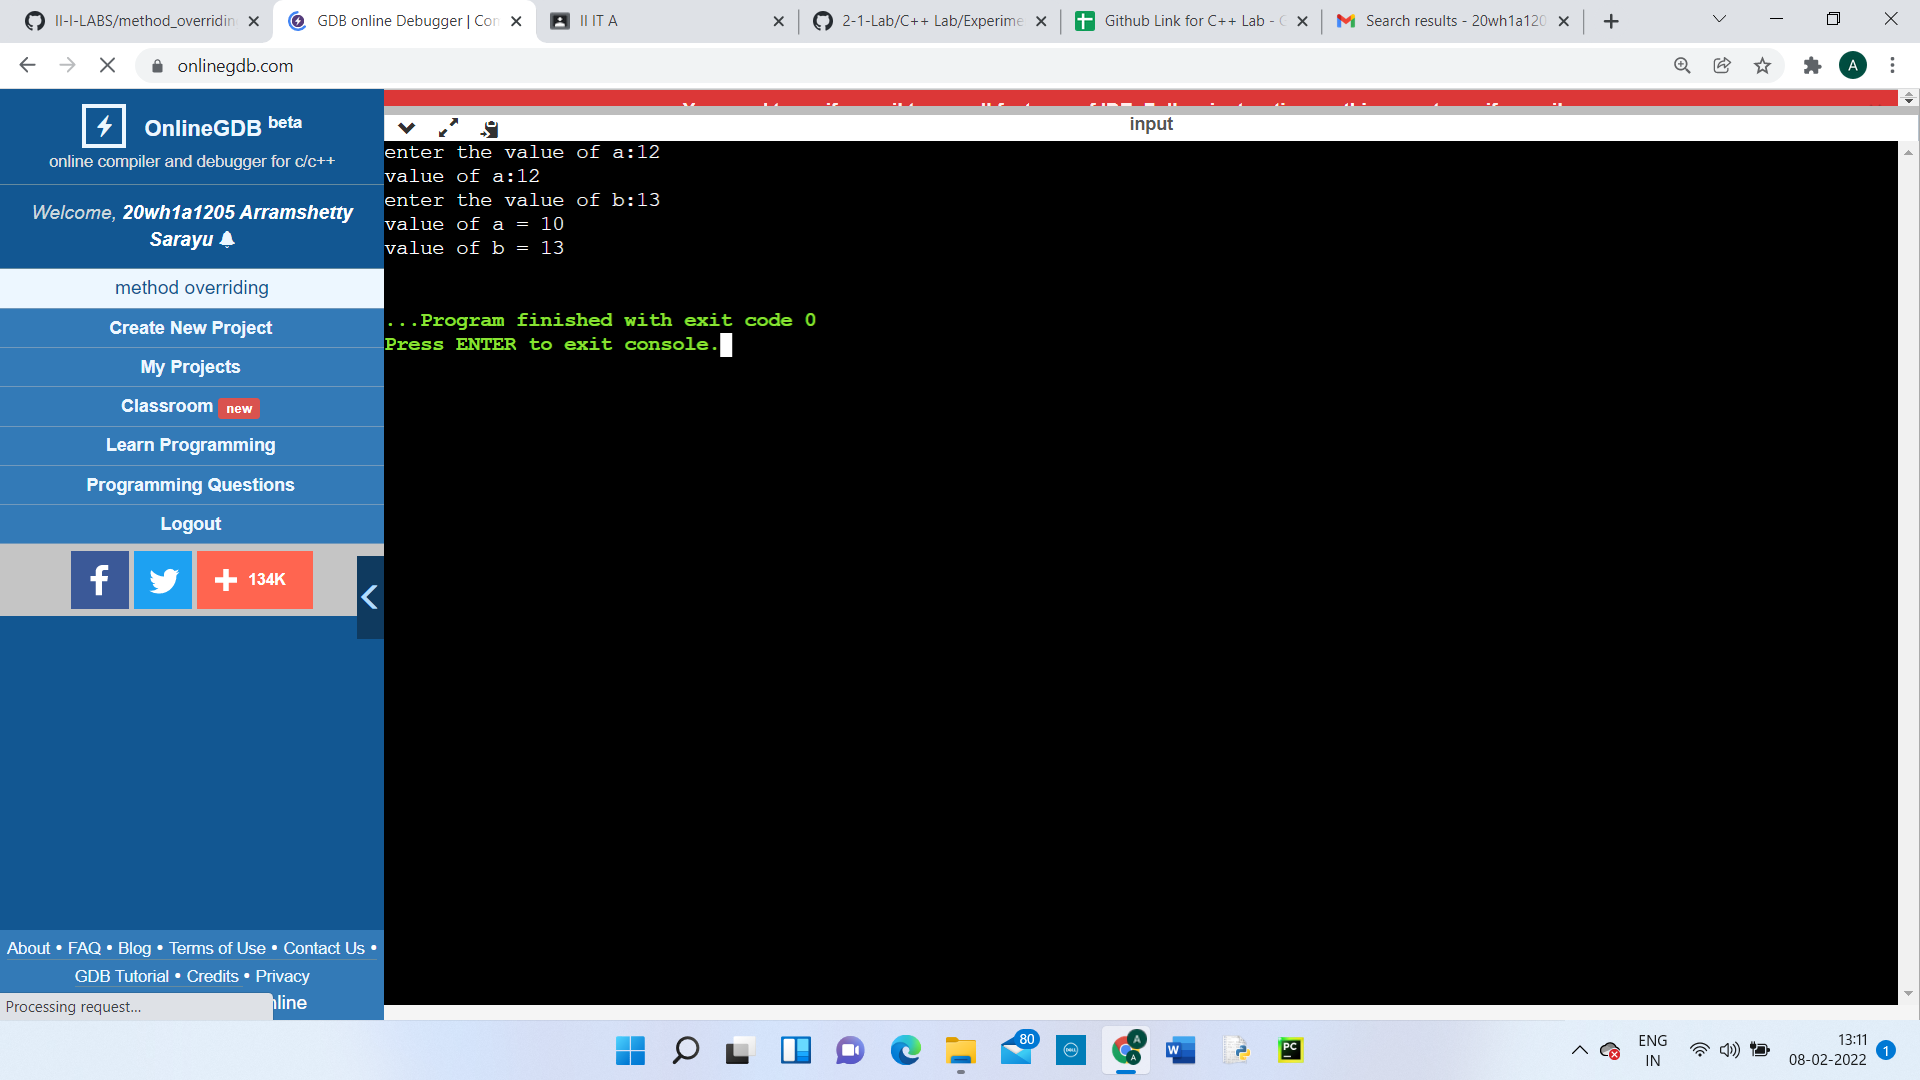 II-I-LABS/method_overridin
GDB online Debugger | Con
II IT A
2-1-Lab/C++ Lab/Experime
Github Link for C++ Lab - G
Search results - 20wh1a120
onlinegdb.com
A
OnlineGDB beta
online compiler and debugger for c/c++
Welcome, 20wh1a1205 Arramshetty
Sarayu
method overriding
Create New Project
My Projects
Classroom new
Learn Programming
Programming Questions
Logout
134K
About • FAQ • Blog • Terms of Use • Contact Us •
GDB Tutorial • Credits • Privacy
Processing request...
input
enter the value of a:12
value of a:12
enter the value of b:13
value of a = 10
value of b = 13
...Program finished with exit code 0
Press ENTER to exit console.
80
DELL
A
A
W
PC
ENG
IN
13:11
08-02-2022
1